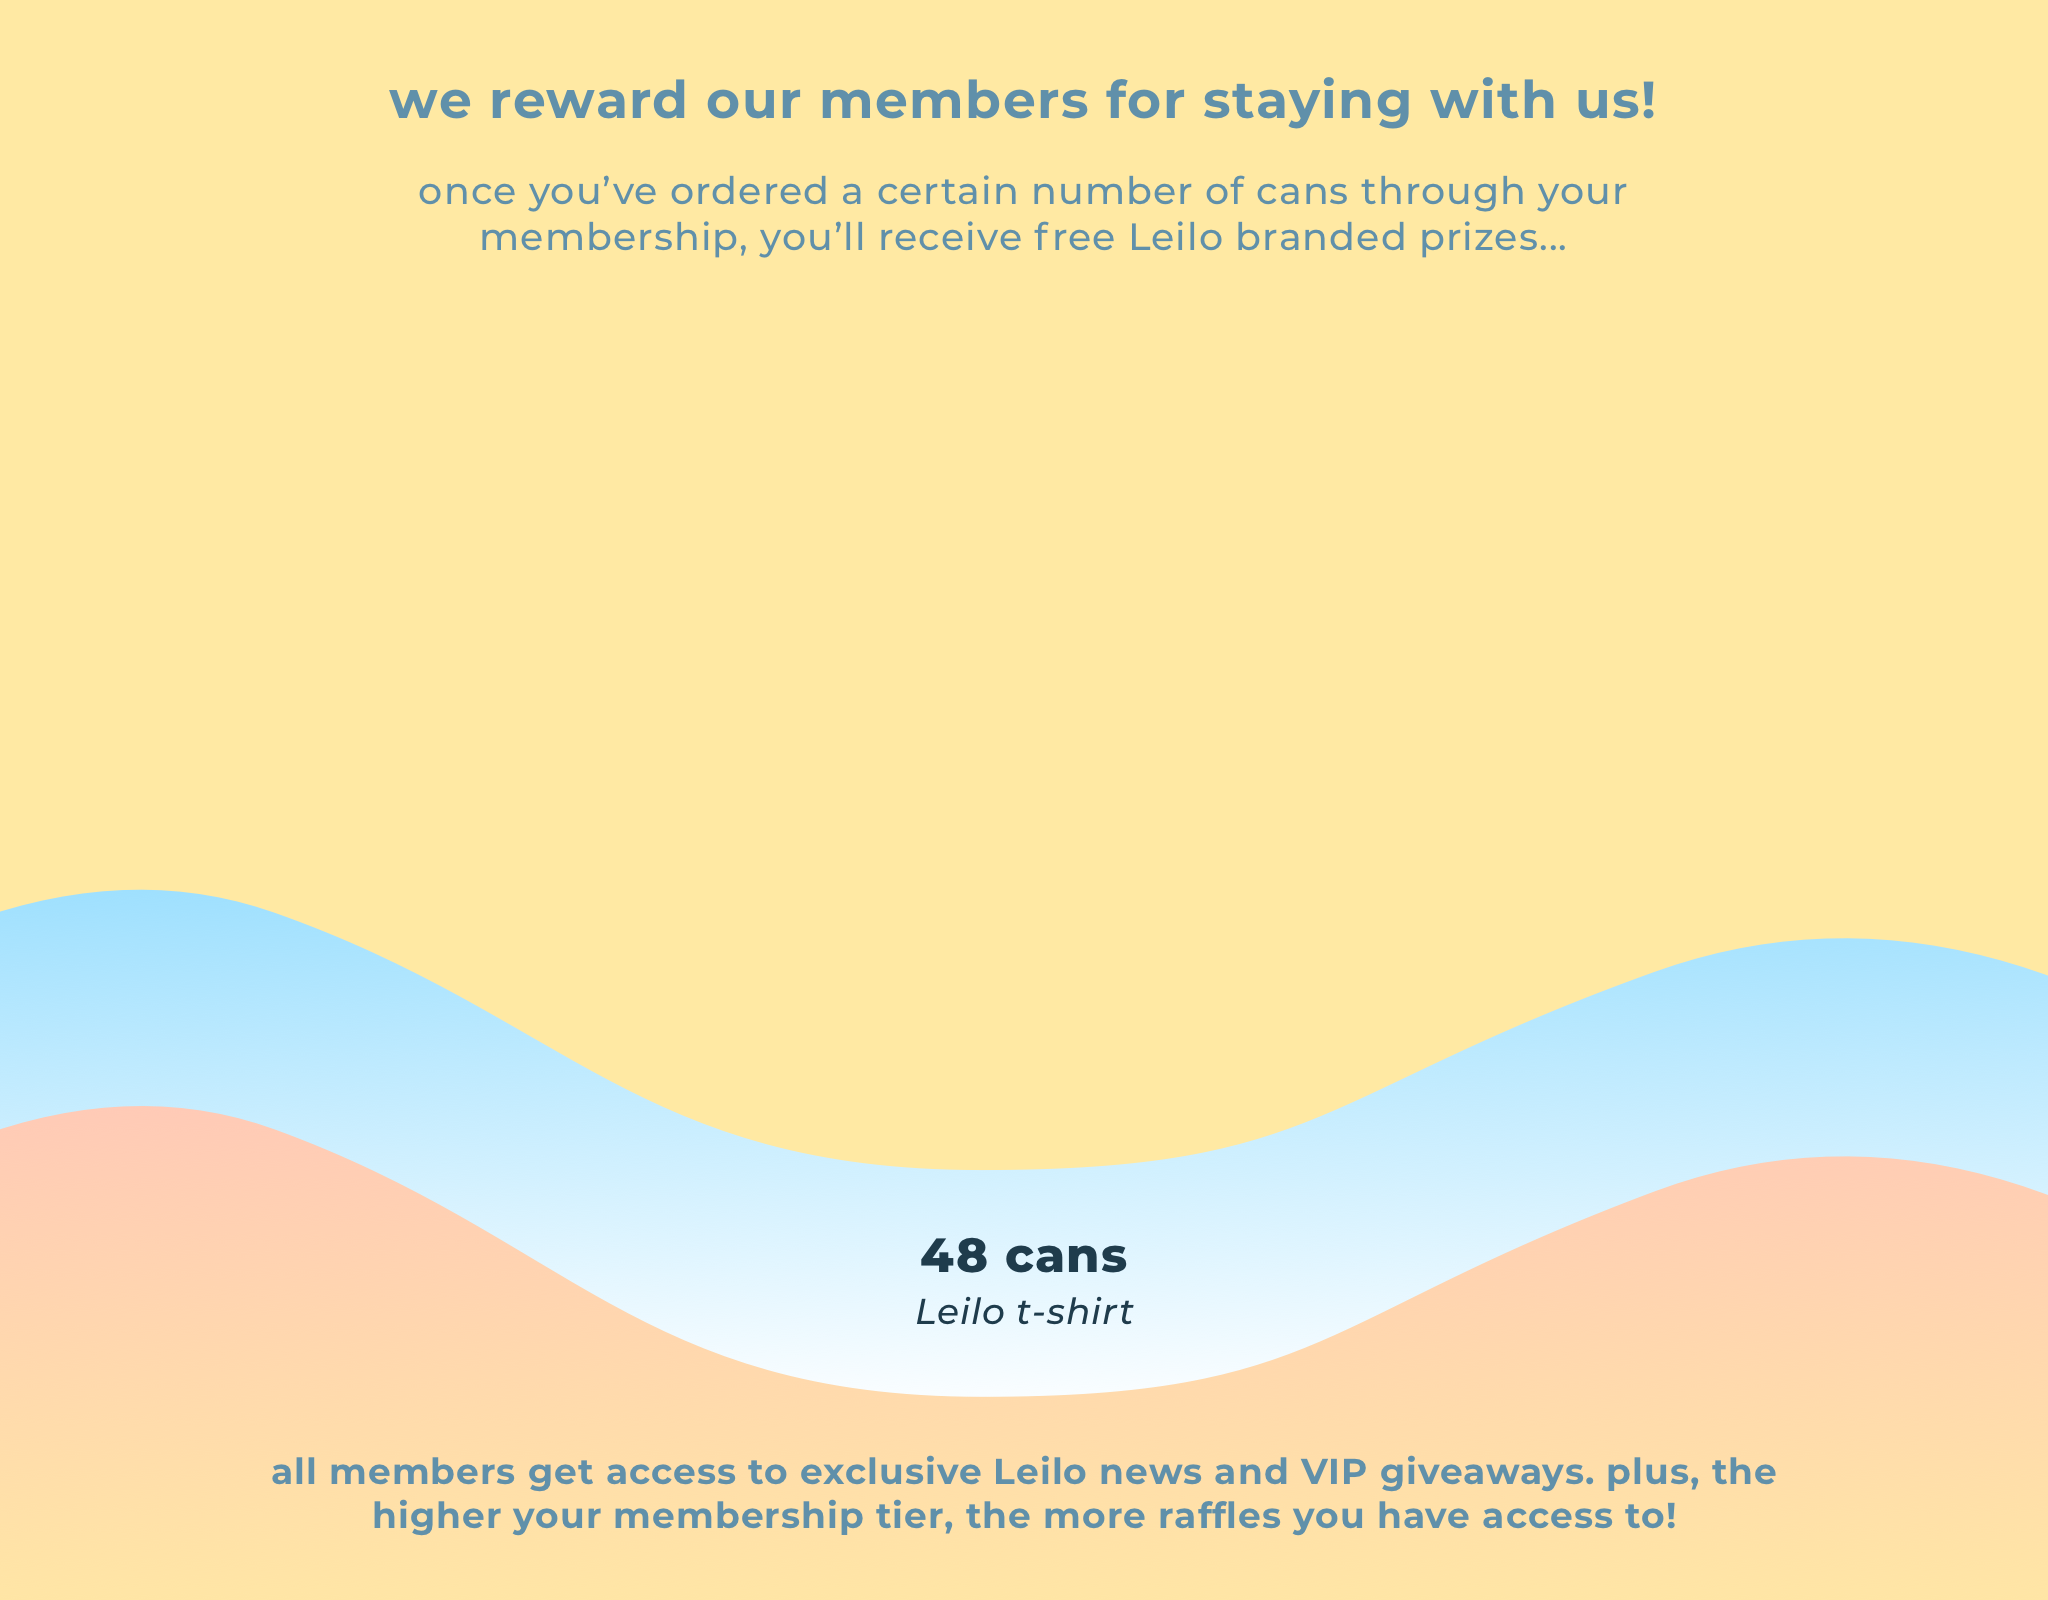 we reward our members for staying with us!
once you’ve ordered a certain number of cans through your
membership, you’ll receive free Leilo branded prizes...
48 cans
Leilo t-shirt
all members get access to exclusive Leilo news and VIP giveaways. plus, the
higher your membership tier, the more raffles you have access to!